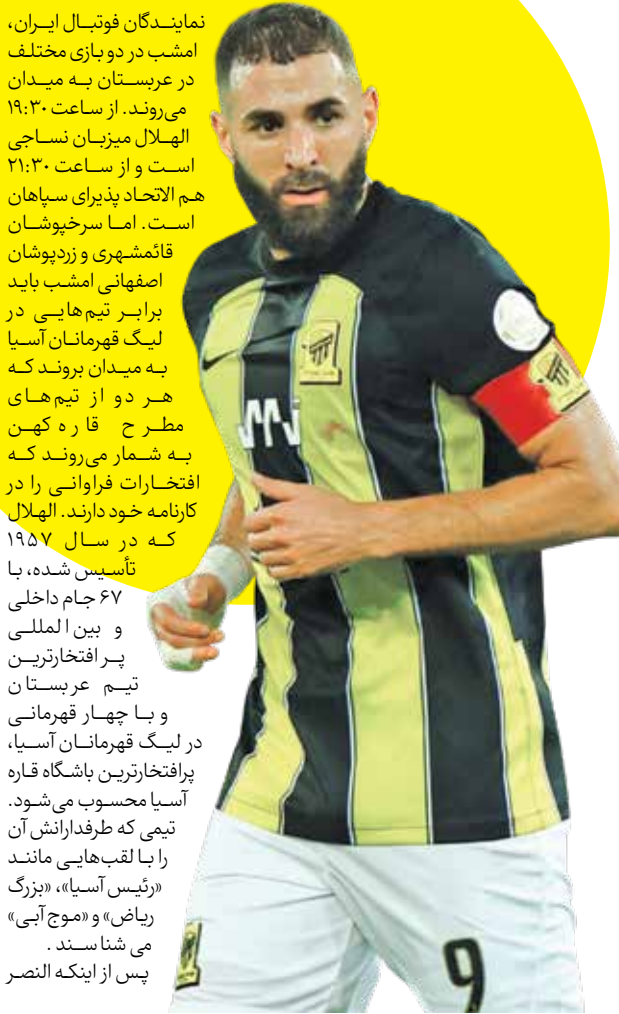 نمایندگان فوتبال ایران،
امشب در دو بازی مختلف
در عربستان به میدان
می‌روند. از ساعت ۱۹:۳۰
الهلال میزبان نساجی
است و از ساعت ۲۱:۳۰
هم الاتحاد پذیرای سپاهان
است. اما سرخپوشان
قائمشهری و زردپوشان
اصفهانی امشب باید
برابر تیم‌هایی در
لیگ قهرمانان آسیا
به میدان بروند که
هر دو از تیم‌های
مطرح قاره کهن
به شمار می‌روند که
افتخارات فراوانی را در
کارنامه خود دارند. الهلال
که در سال ۱۹۵۷
تأسیس شده، با
۶۷ جام داخلی
و بین المللی
پر افتخارترین
تیم عربستان
و با چهار قهرمانی
در لیگ قهرمانان آسیا،
پرافتخارترین باشگاه قاره
آسیا محسوب می‌شود.
تیمی که طرفدارانش آن
را با لقب‌هایی مانند
«رئیس آسیا»، «بزرگ
ریاض» و «موج آبی»
می شناسند .
پس از اینکه النصر
9